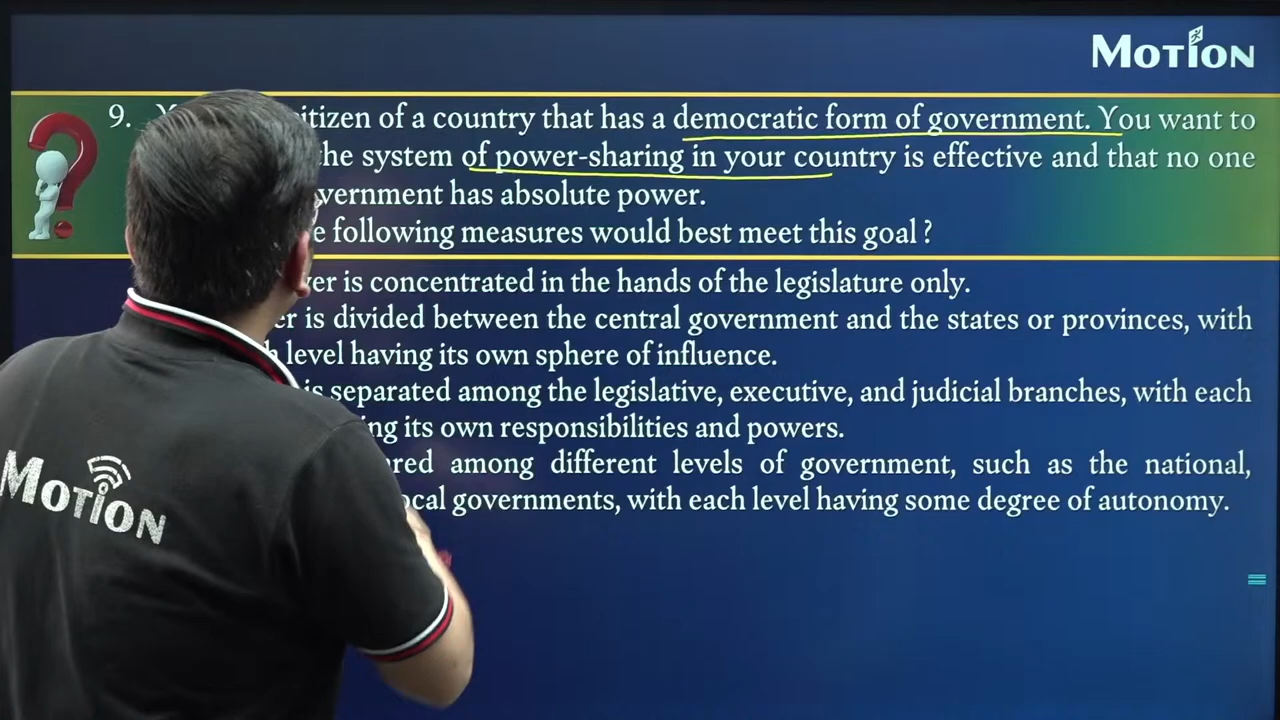 MOTION
9. itizen of a country that has a democratic form of government. You want to
he system of power-sharing in your country is effective and that no one
vernment has absolute power.
e following measures would best meet this goal ?
er is concentrated in the hands of the legislature only.
er is divided between the central government and the states or provinces, with
level having its own sphere of influence.
is separated among the legislative, executive, and judicial branches, with each
ing its own responsibilities and powers.
ared among different levels of government, such as the national,
ocal governments, with each level having some degree of autonomy.
MOTION